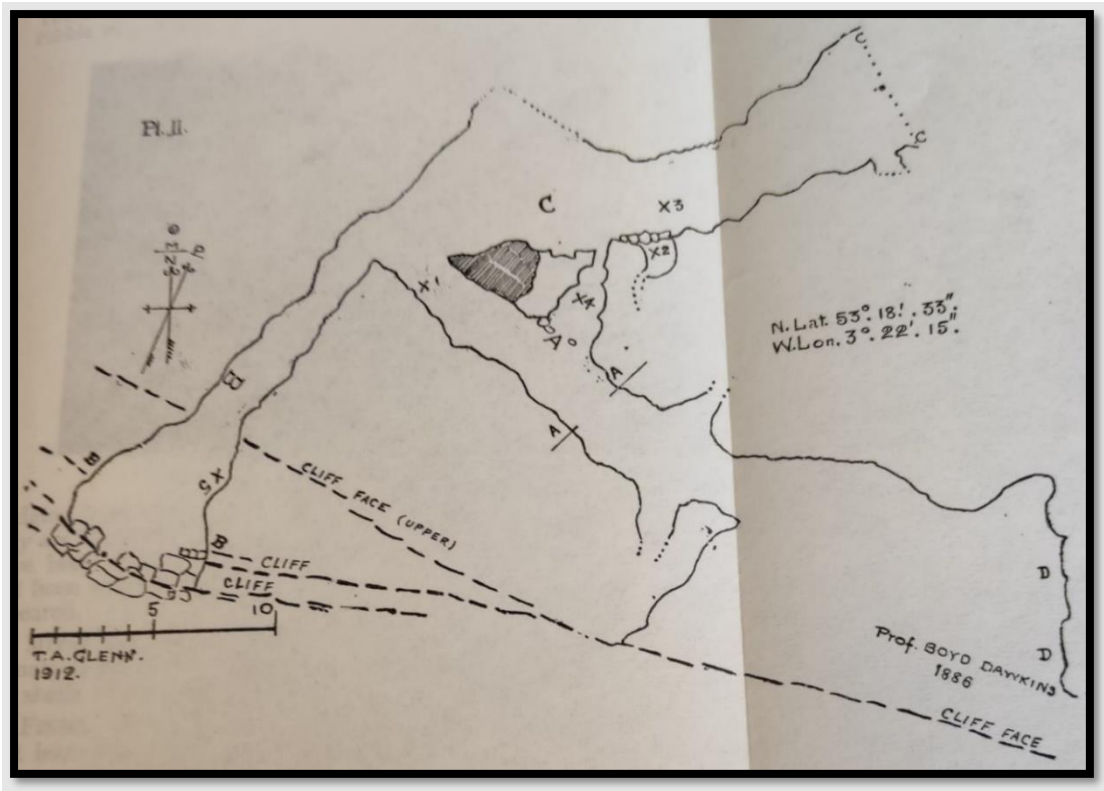 Pl. II.
C
C
C
X3
X2
X1
X4
A°
N. Lat. 53°. 18'. 33".
W. Lon. 3°. 22'. 15".
A
A
B
B
X5
CLIFF FACE (UPPER)
B
CLIFF
CLIFF
5
10
T.A. GLENN.
1912.
D
D
Prof. BOYD DAWKINS
1886
CLIFF FACE